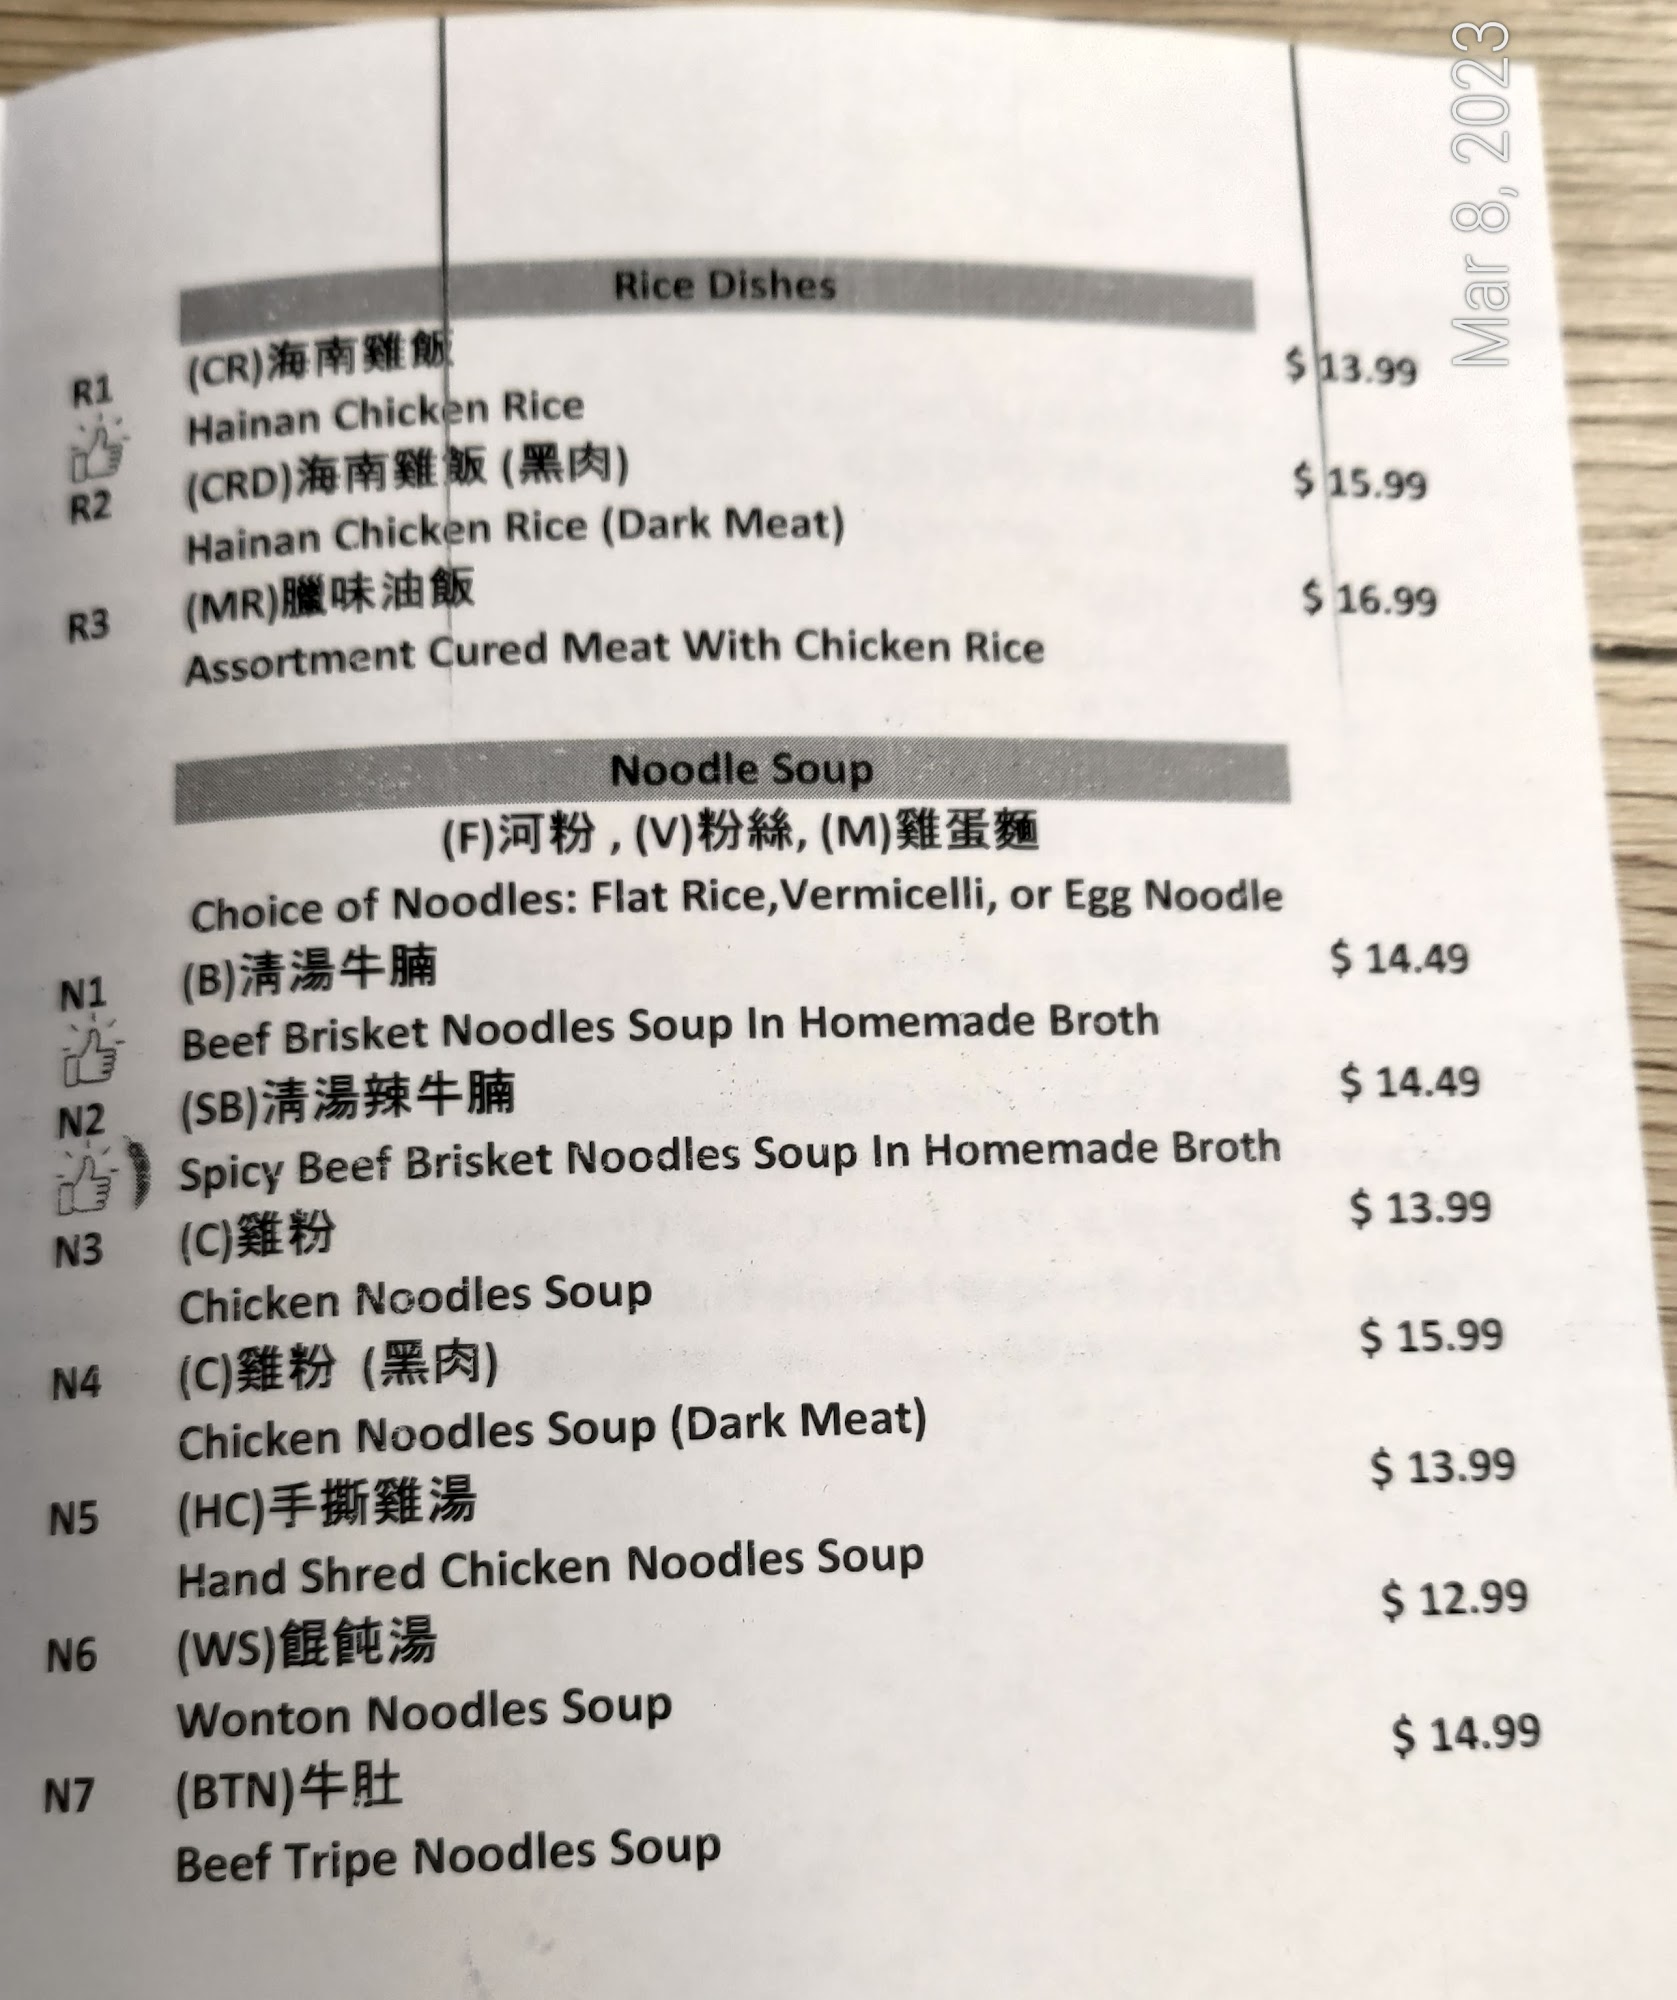 Mar 8, 2023
Rice Dishes
R1 (CR)海南雞飯 $ 13.99
Hainan Chicken Rice
R2 (CRD)海南雞飯 (黑肉) $ 15.99
Hainan Chicken Rice (Dark Meat)
R3 (MR)臘味油飯 $ 16.99
Assortment Cured Meat With Chicken Rice
Noodle Soup
(F)河粉 , (V)粉絲, (M)雞蛋麵
Choice of Noodles: Flat Rice,Vermicelli, or Egg Noodle
N1 (B)清湯牛腩 $ 14.49
Beef Brisket Noodles Soup In Homemade Broth
N2 (SB)清湯辣牛腩 $ 14.49
Spicy Beef Brisket Noodles Soup In Homemade Broth
N3 (C)雞粉 $ 13.99
Chicken Noodles Soup
N4 (C)雞粉 (黑肉) $ 15.99
Chicken Noodles Soup (Dark Meat)
N5 (HC)手撕雞湯 $ 13.99
Hand Shred Chicken Noodles Soup
N6 (WS)餛飩湯 $ 12.99
Wonton Noodles Soup
N7 (BTN)牛肚 $ 14.99
Beef Tripe Noodles Soup